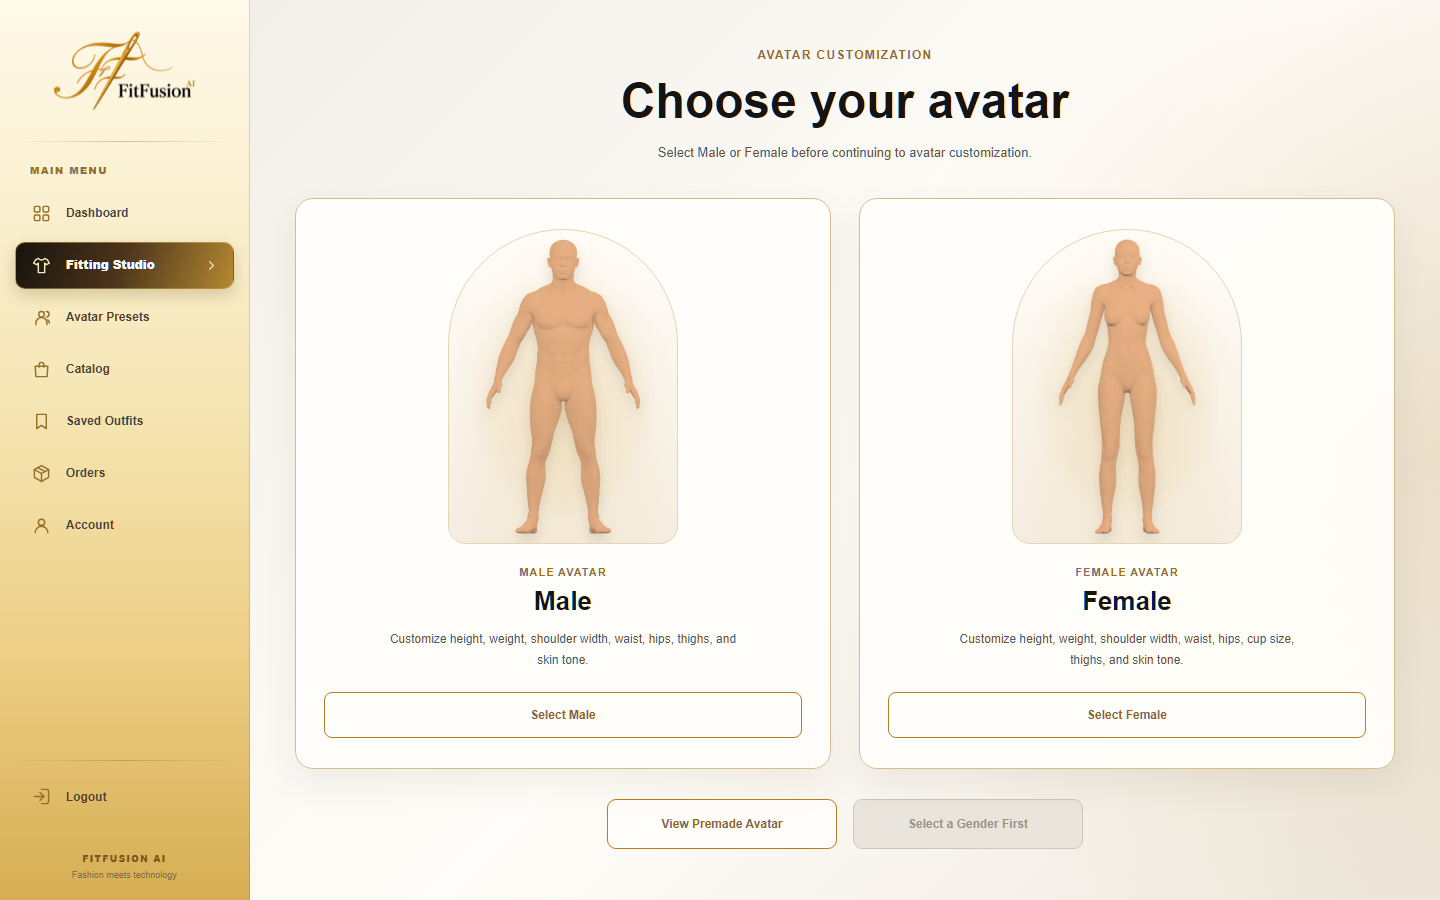 FitFusion AI
MAIN MENU
Dashboard
Fitting Studio
Avatar Presets
Catalog
Saved Outfits
Orders
Account
Logout
FITFUSION AI
Fashion meets technology
AVATAR CUSTOMIZATION
Choose your avatar
Select Male or Female before continuing to avatar customization.
MALE AVATAR
Male
Customize height, weight, shoulder width, waist, hips, thighs, and
skin tone.
Select Male
FEMALE AVATAR
Female
Customize height, weight, shoulder width, waist, hips, cup size,
thighs, and skin tone.
Select Female
View Premade Avatar
Select a Gender First